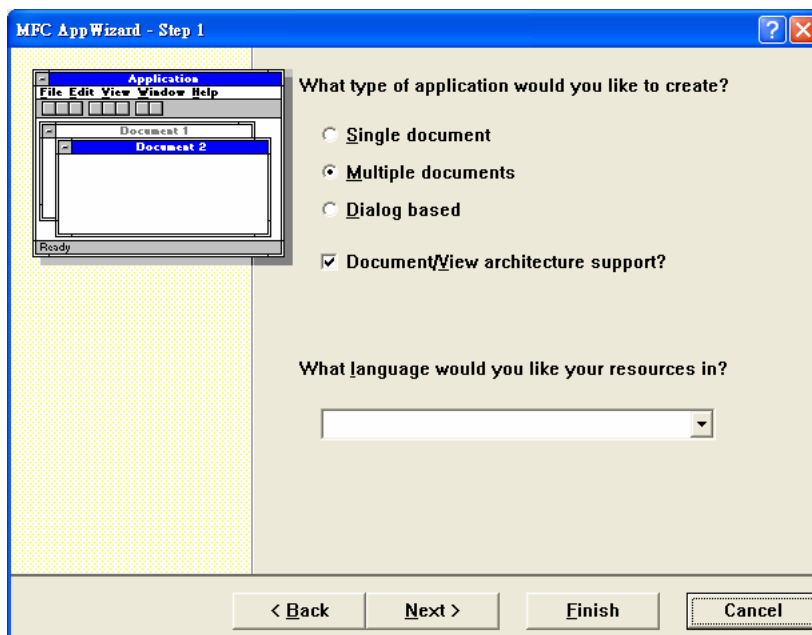 MFC AppWizard - Step 1
Application
File Edit View Window Help
Document 1
Document 2
Ready
What type of application would you like to create?
Single document
Multiple documents
Dialog based
Document/View architecture support?
What language would you like your resources in?
< Back
Next >
Finish
Cancel